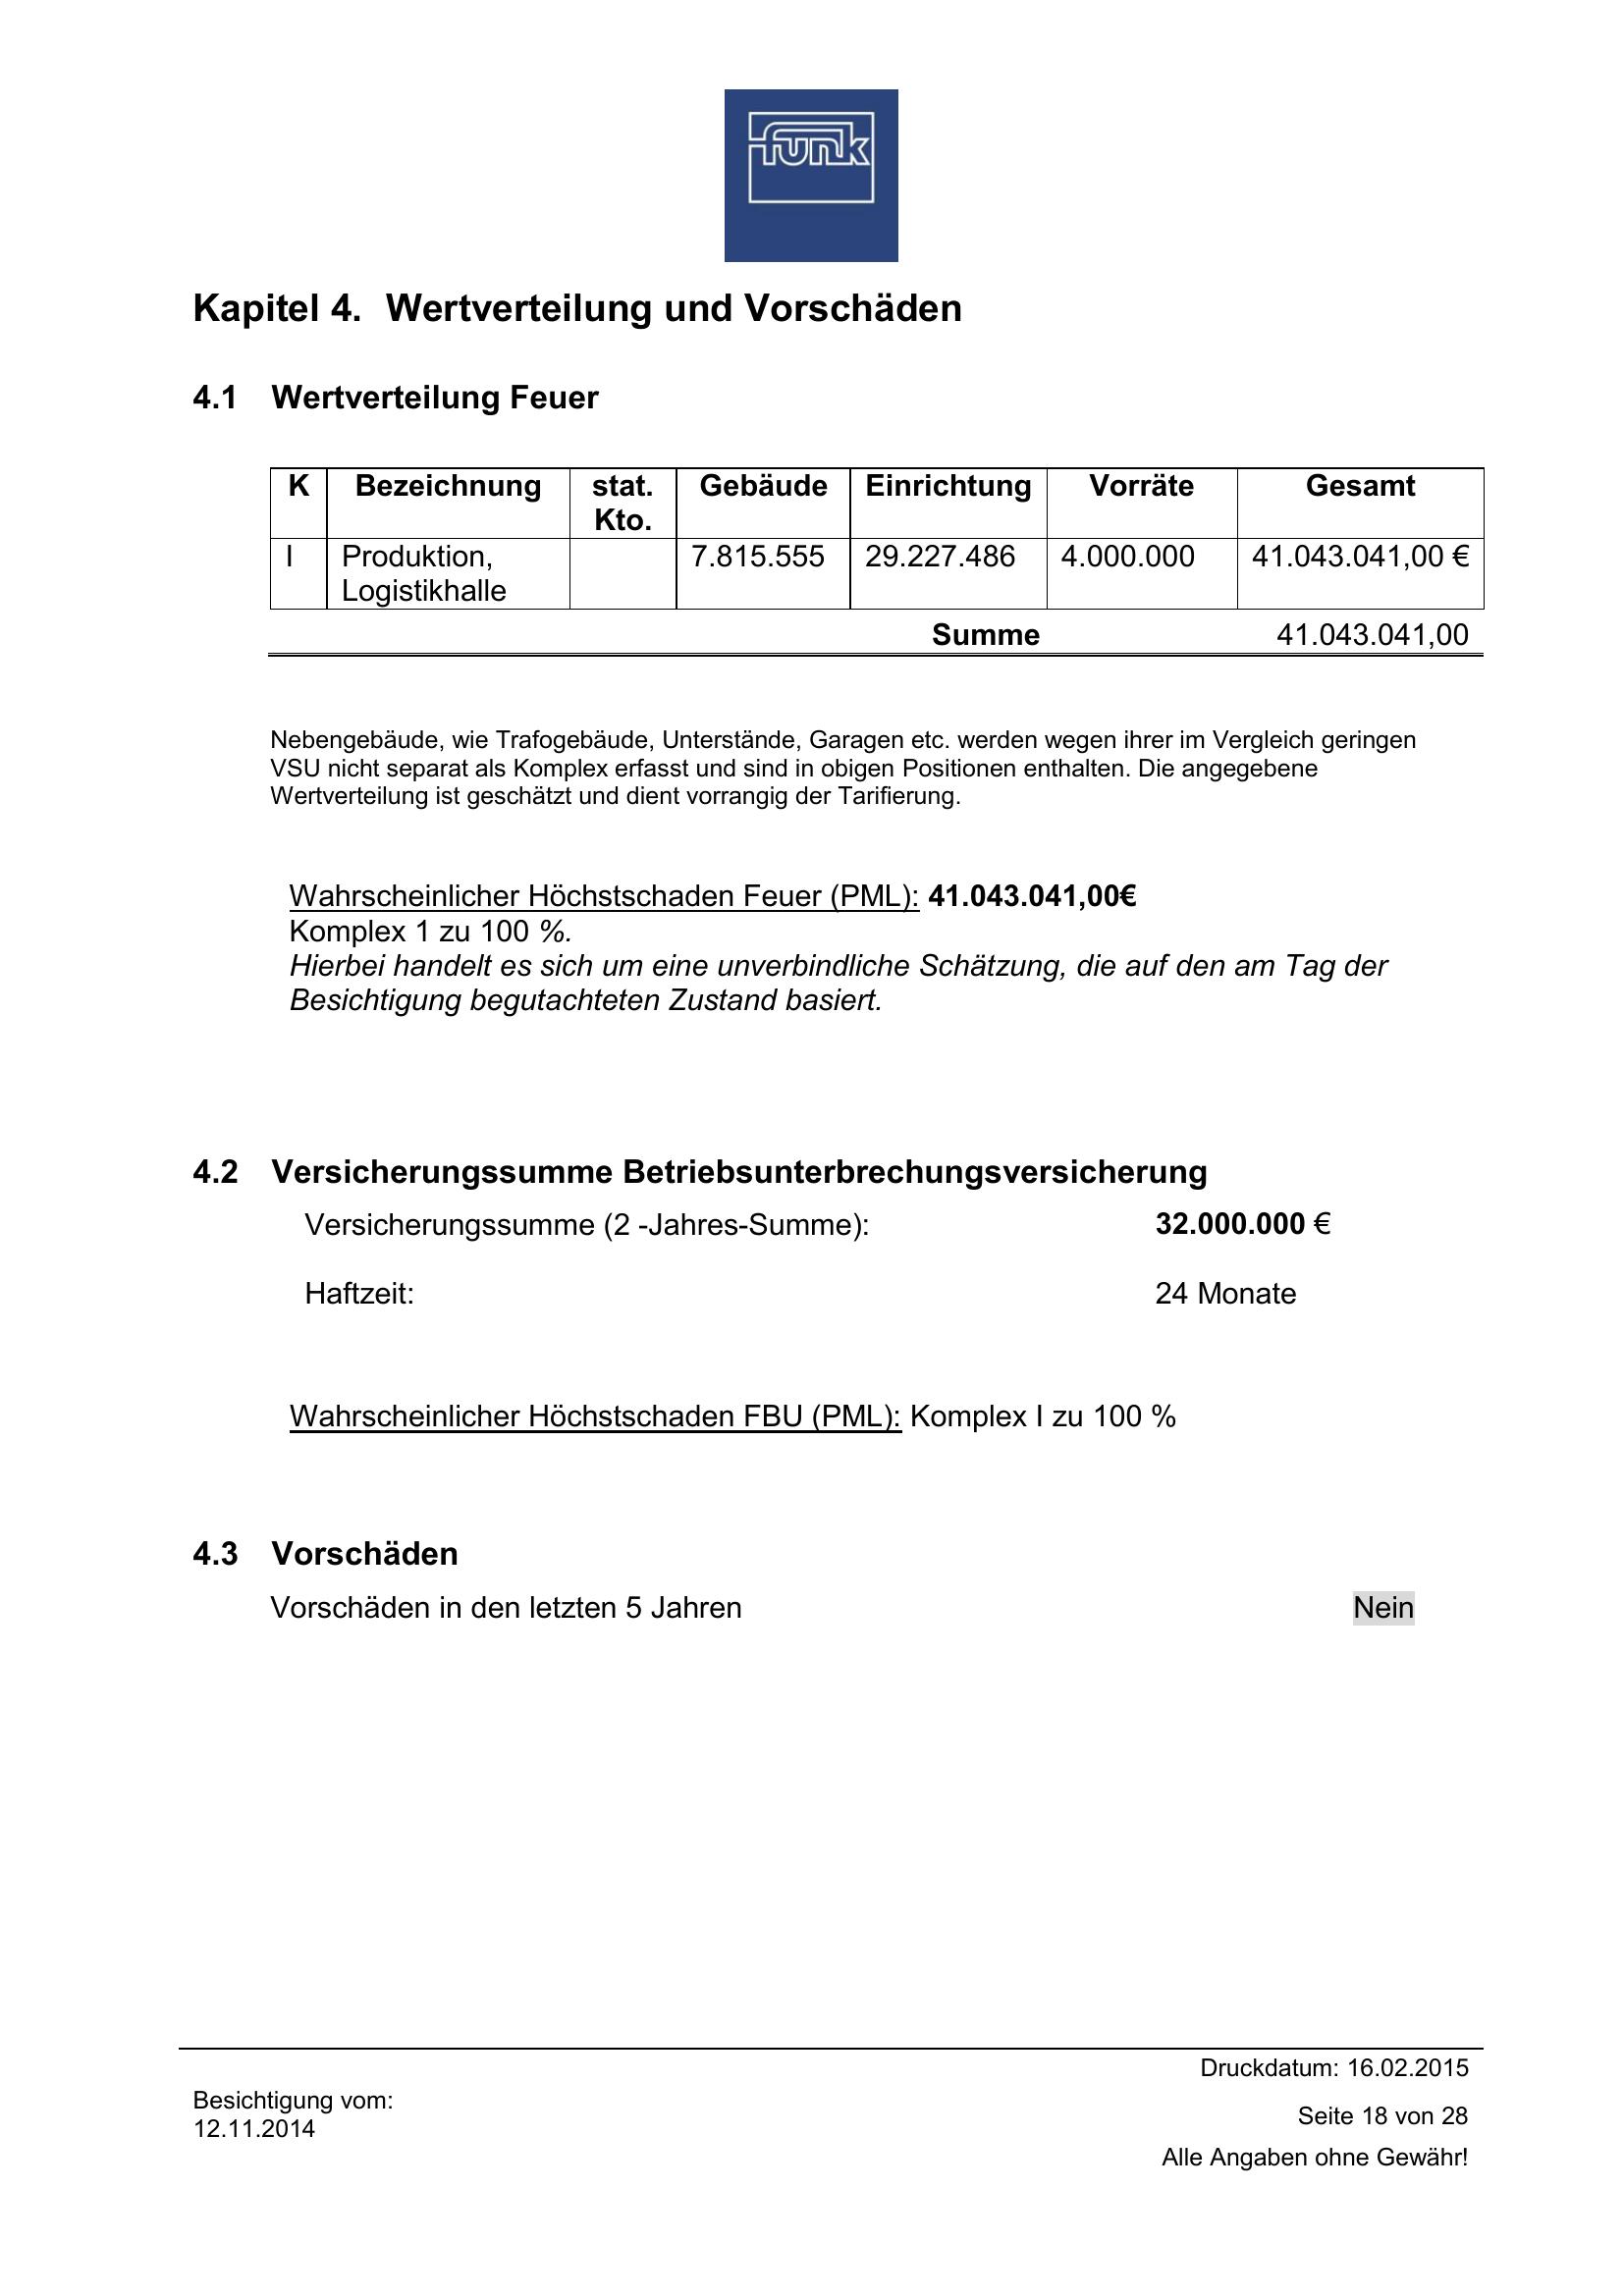 funk
Kapitel 4. Wertverteilung und Vorschäden
4.1 Wertverteilung Feuer
K Bezeichnung stat. Kto. Gebäude Einrichtung Vorräte Gesamt
I Produktion, Logistikhalle 7.815.555 29.227.486 4.000.000 41.043.041,00 €
Summe 41.043.041,00
Nebengebäude, wie Trafogebäude, Unterstände, Garagen etc. werden wegen ihrer im Vergleich geringen
VSU nicht separat als Komplex erfasst und sind in obigen Positionen enthalten. Die angegebene
Wertverteilung ist geschätzt und dient vorrangig der Tarifierung.
Wahrscheinlicher Höchstschaden Feuer (PML): 41.043.041,00€
Komplex 1 zu 100 %.
Hierbei handelt es sich um eine unverbindliche Schätzung, die auf den am Tag der
Besichtigung begutachteten Zustand basiert.
4.2 Versicherungssumme Betriebsunterbrechungsversicherung
Versicherungssumme (2 -Jahres-Summe): 32.000.000 €
Haftzeit: 24 Monate
Wahrscheinlicher Höchstschaden FBU (PML): Komplex I zu 100 %
4.3 Vorschäden
Vorschäden in den letzten 5 Jahren Nein
Druckdatum: 16.02.2015
Besichtigung vom:
12.11.2014
Seite 18 von 28
Alle Angaben ohne Gewähr!